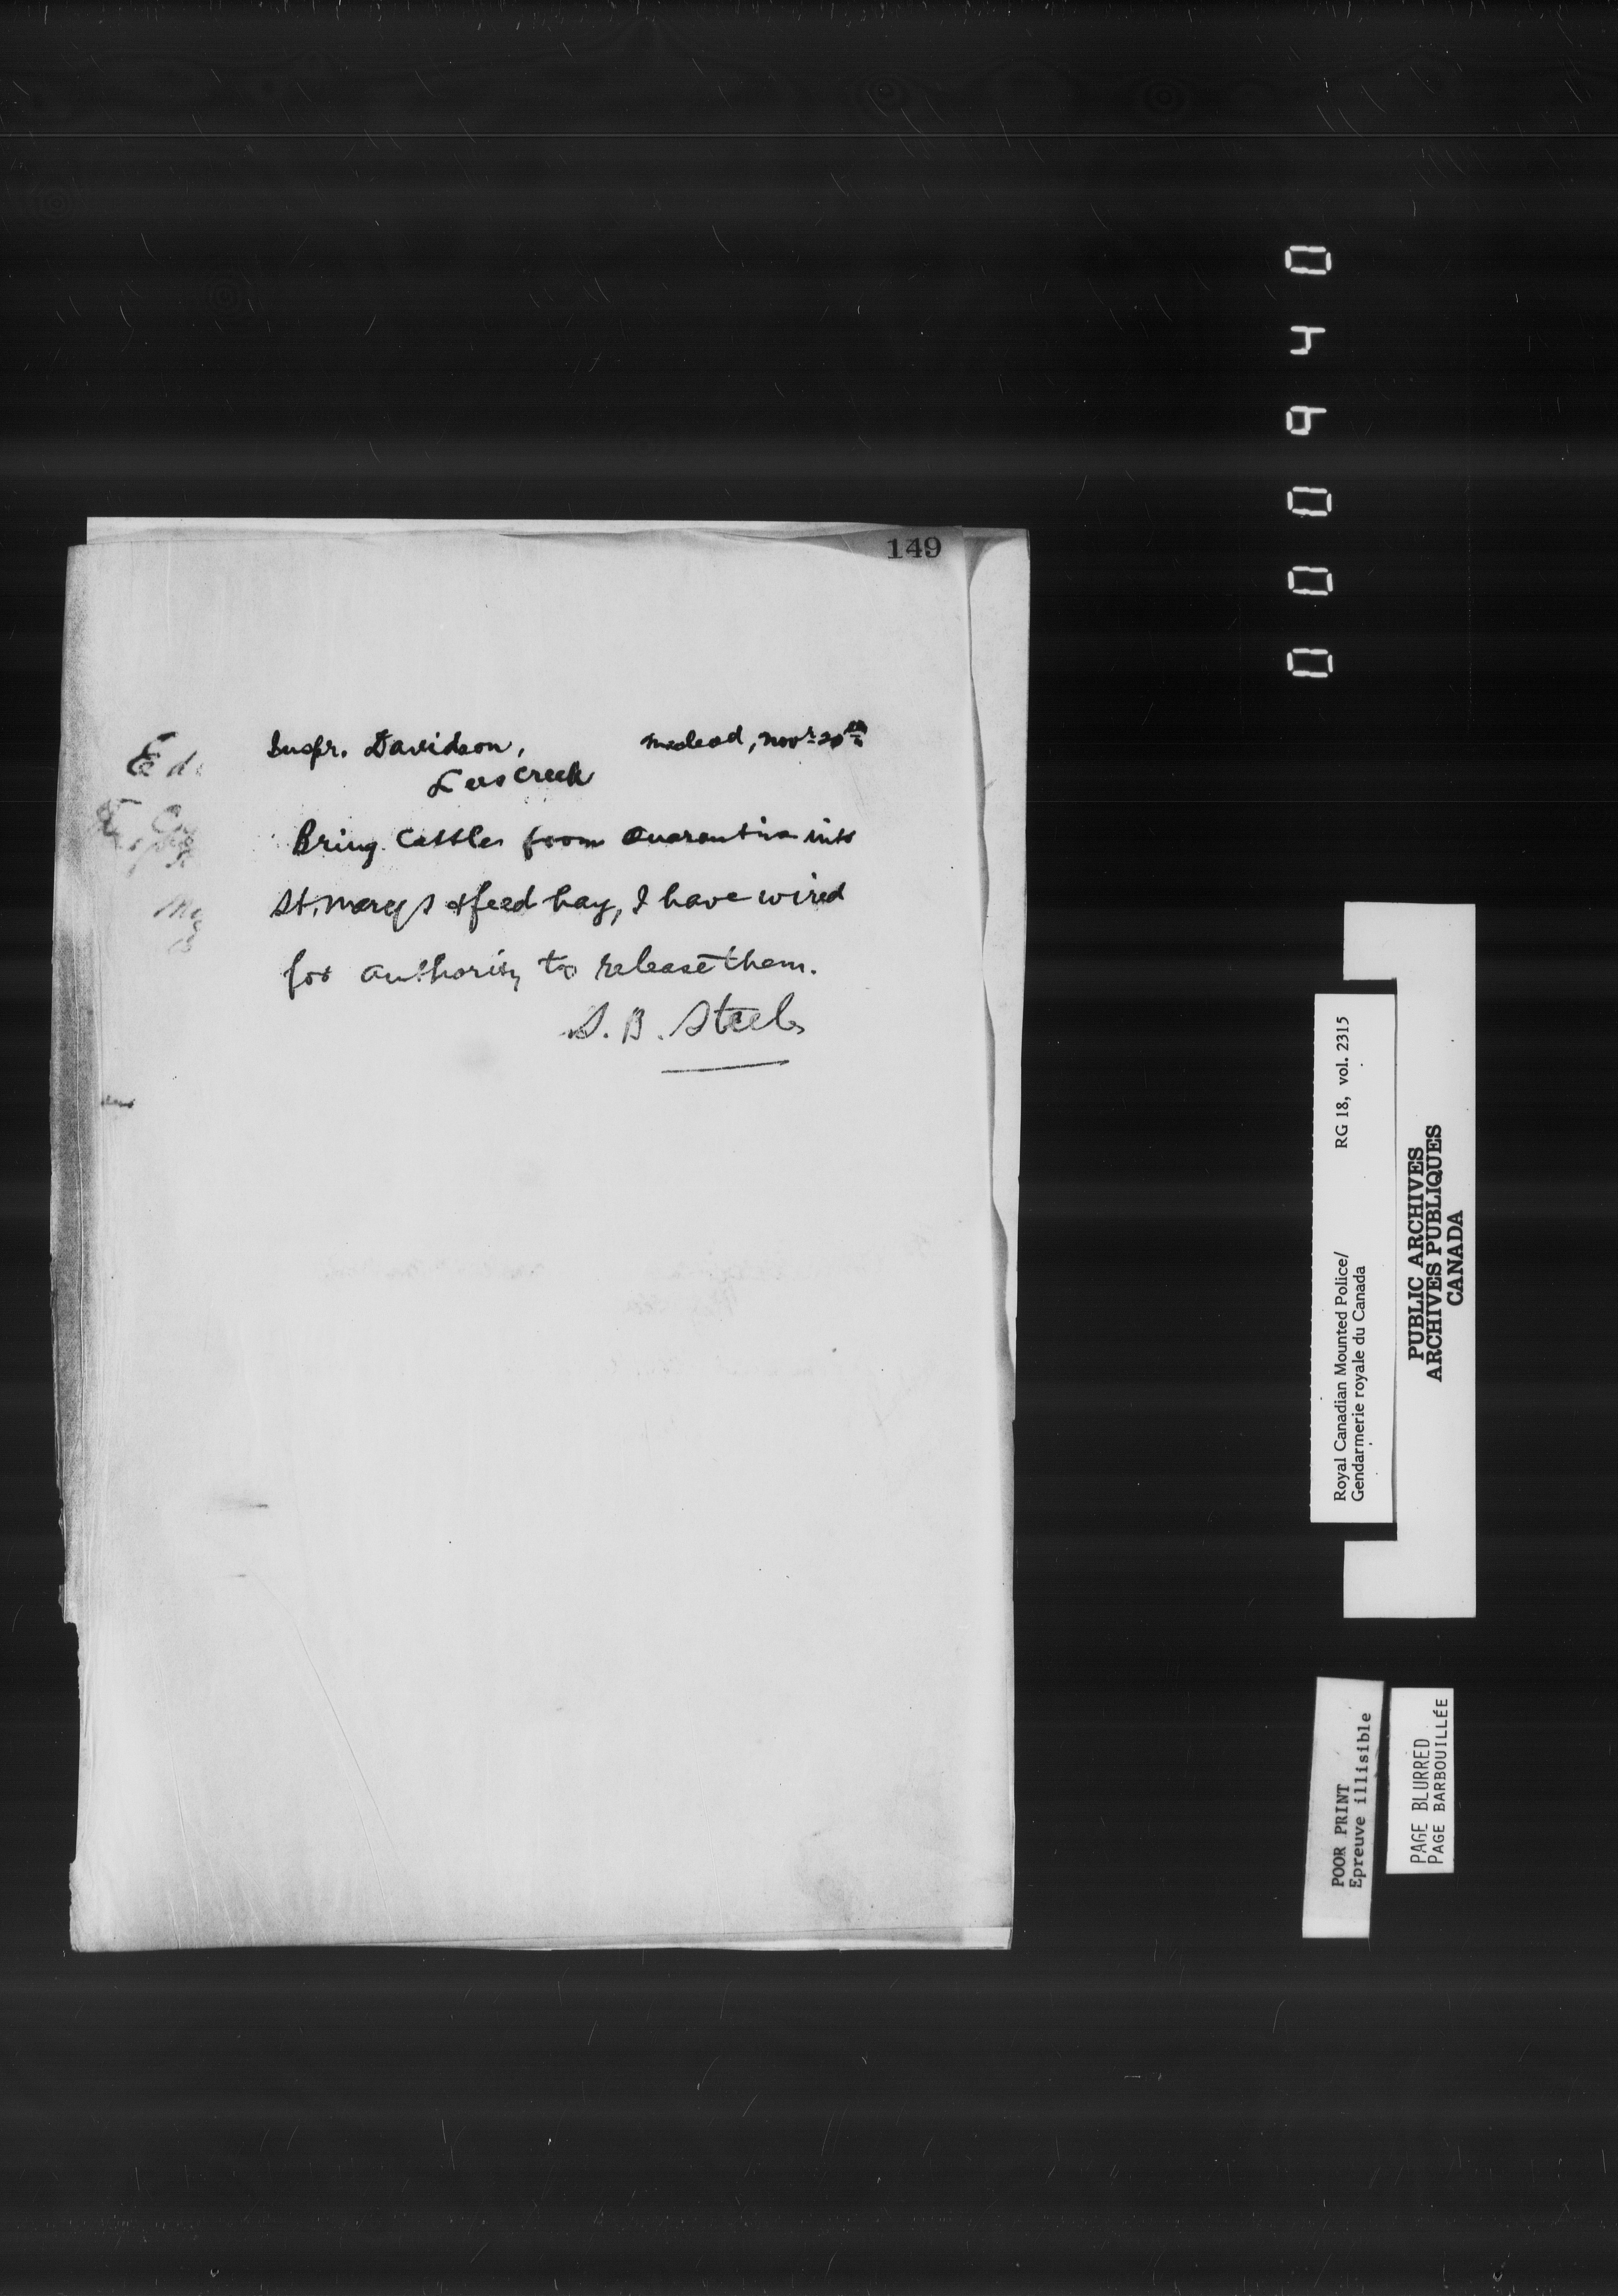 149
Inspr. Davidson, Macleod, Novr 20th
Lees Creek
Bring Cattle from Quarantine into
St. Marys & feed hay, I have wired
for authority to release them.
S. B. Steele
Ed
Royal Canadian Mounted Police/ RG 18, vol. 2315
Gendarmerie royale du Canada
PUBLIC ARCHIVES
ARCHIVES PUBLIQUES
CANADA
POOR PRINT
Epreuve illisible
PAGE BLURRED
PAGE BARBOUILLÉE